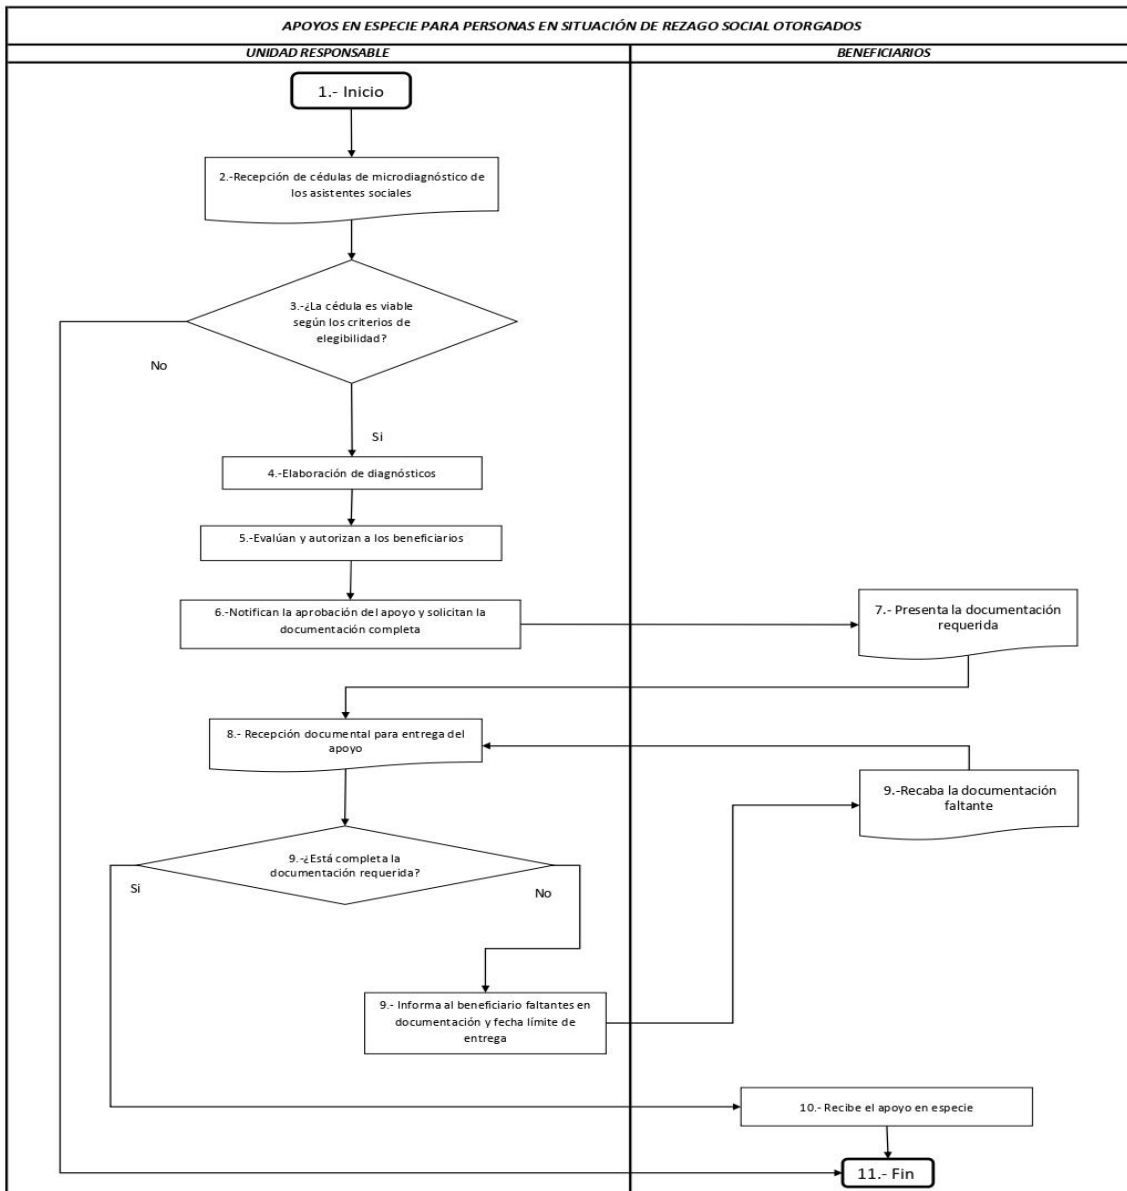 APOYOS EN ESPECIE PARA PERSONAS EN SITUACIÓN DE REZAGO SOCIAL OTORGADOS
UNIDAD RESPONSABLE
BENEFICIARIOS
1.- Inicio
2.-Recepción de cédulas de microdiagnóstico de
los asistentes sociales
3.-¿La cédula es viable
según los criterios de
elegibilidad?
No
Si
4.-Elaboración de diagnósticos
5.-Evalúan y autorizan a los beneficiarios
6.-Notifican la aprobación del apoyo y solicitan la
documentación completa
7.- Presenta la documentación
requerida
8.- Recepción documental para entrega del
apoyo
9.-Recaba la documentación
faltante
9.-¿Está completa la
documentación requerida?
Si
No
9.- Informa al beneficiario faltantes en
documentación y fecha límite de
entrega
10.- Recibe el apoyo en especie
11.- Fin